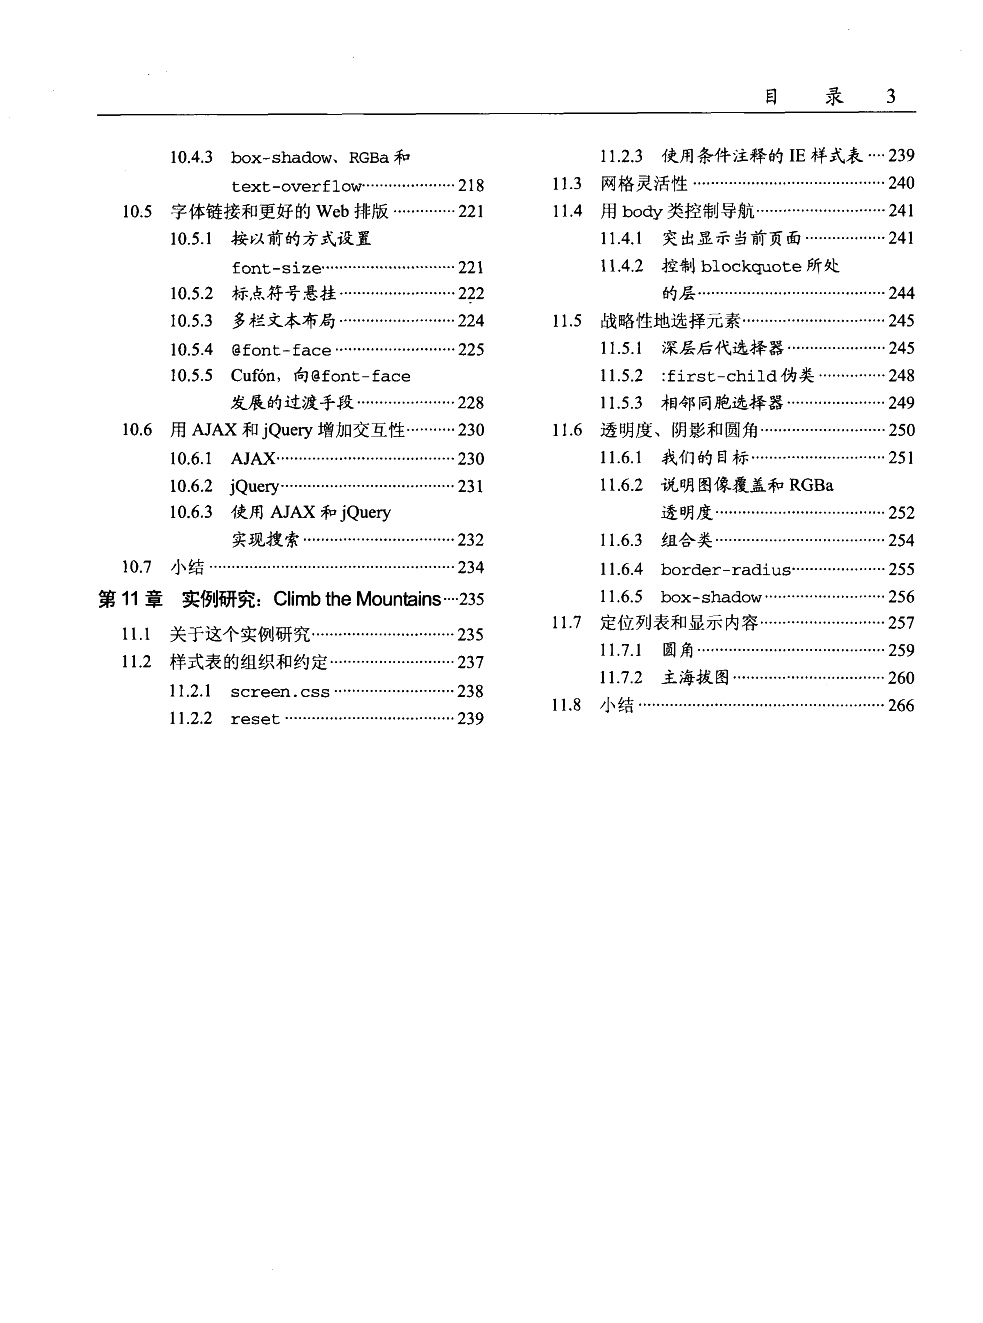 目 录 3
10.4.3 box-shadow、RGBa 和
text-overflow····················218
10.5 字体链接和更好的 Web 排版·············221
10.5.1 按以前的方式设置
font-size····························221
10.5.2 标点符号悬挂·························222
10.5.3 多栏文本布局·························224
10.5.4 @font-face··························225
10.5.5 Cufón，向@font-face
发展的过渡手段·····················228
10.6 用 AJAX 和 jQuery 增加交互性··········230
10.6.1 AJAX·······································230
10.6.2 jQuery······································231
10.6.3 使用 AJAX 和 jQuery
实现搜索·································232
10.7 小结·····················································234
第 11 章 实例研究：Climb the Mountains···235
11.1 关于这个实例研究······························235
11.2 样式表的组织和约定··························237
11.2.1 screen.css··························238
11.2.2 reset·····································239
11.2.3 使用条件注释的 IE 样式表····239
11.3 网格灵活性·········································240
11.4 用 body 类控制导航····························241
11.4.1 突出显示当前页面·················241
11.4.2 控制 blockquote 所处
的层·········································244
11.5 战略性地选择元素······························245
11.5.1 深层后代选择器·····················245
11.5.2 :first-child 伪类··············248
11.5.3 相邻同胞选择器·····················249
11.6 透明度、阴影和圆角··························250
11.6.1 我们的目标·····························251
11.6.2 说明图像覆盖和 RGBa
透明度·····································252
11.6.3 组合类·····································254
11.6.4 border-radius····················255
11.6.5 box-shadow··························256
11.7 定位列表和显示内容··························257
11.7.1 圆角·········································259
11.7.2 主海拔图·································260
11.8 小结·····················································266